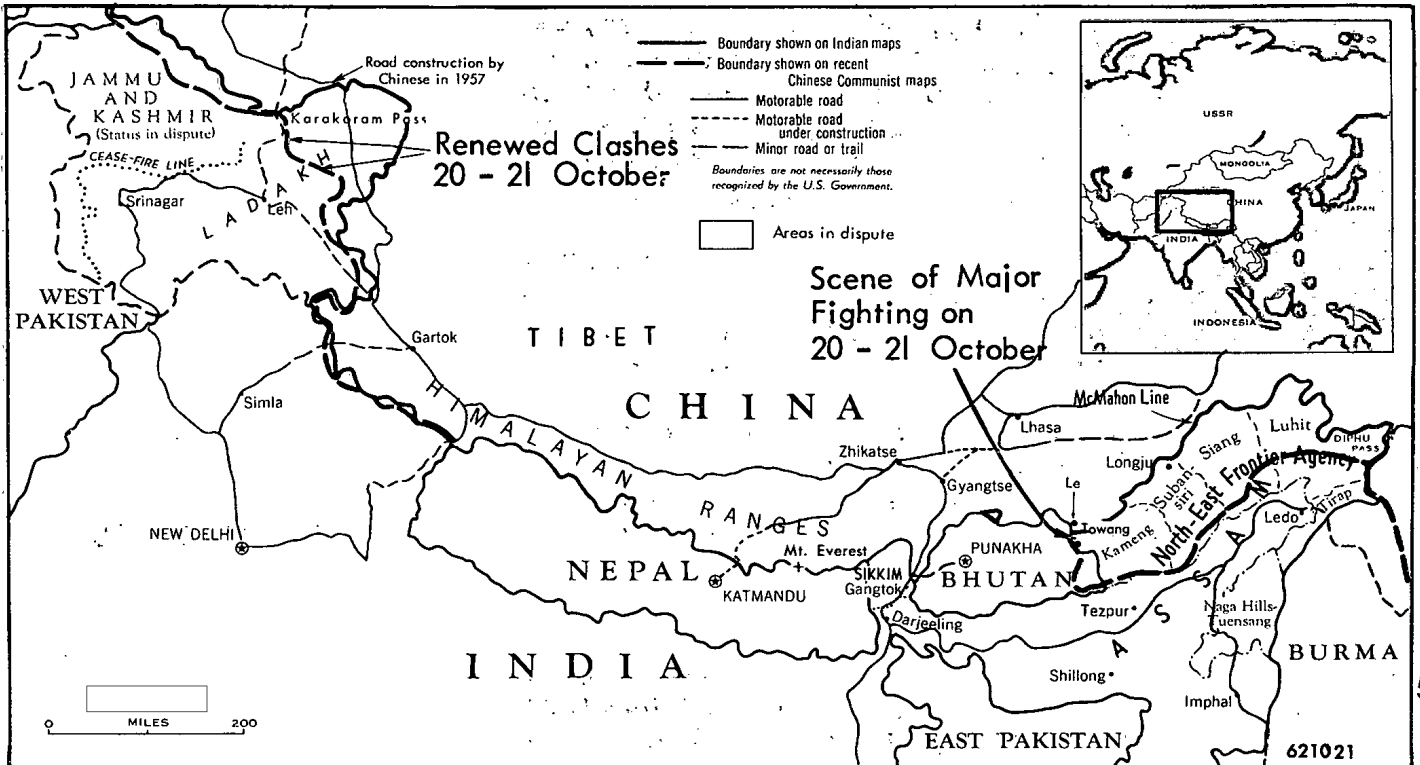 Road construction by
Chinese in 1957
JAMMU
AND
KASHMIR
(Status in dispute)
CEASE-FIRE LINE
Karakoram Pass
Renewed Clashes
20 - 21 October
Srinagar
LADAKH
Leh
WEST
PAKISTAN
Boundary shown on Indian maps
Boundary shown on recent
Chinese Communist maps
Motorable road
Motorable road
under construction
Minor road or trail
Boundaries are not necessarily those
recognized by the U.S. Government.
Areas in dispute
USSR
MONGOLIA
CHINA
JAPAN
INDIA
INDONESIA
Scene of Major
Fighting on
20 - 21 October
TIBET
Gartok
Simla
CHINA
HIMALAYAN RANGES
McMahon Line
Lhasa
Zhikatse
Gyangtse
Longju
Le
Towang
Kameng
Suban-
siri
Siang
Luhit
DIPHU
PASS
North-East Frontier Agency
Tirap
Ledo
NEW DELHI
NEPAL
KATMANDU
Mt. Everest
SIKKIM
Gangtok
PUNAKHA
BHUTAN
Darjeeling
Tezpur
ASSAM
Naga Hills-
Tuensang
INDIA
Shillong
Imphal
BURMA
EAST PAKISTAN
0 MILES 200
621021